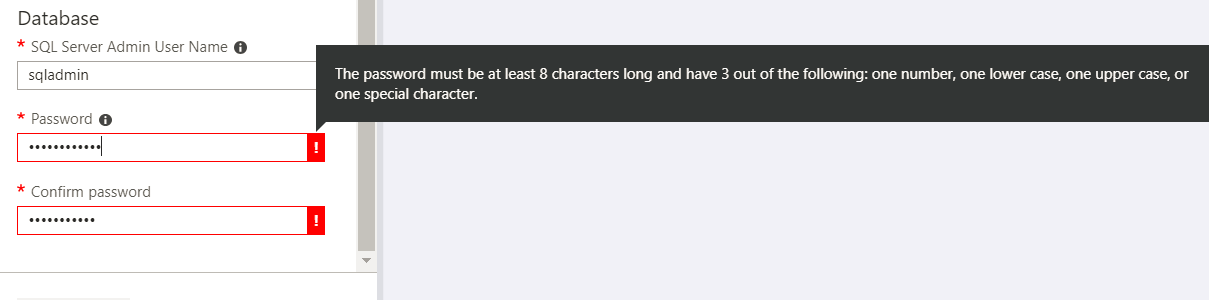 Database
* SQL Server Admin User Name
sqladmin
The password must be at least 8 characters long and have 3 out of the following: one number, one lower case, one upper case, or
one special character.
* Password
••••••••••••
!
* Confirm password
•••••••••••
!